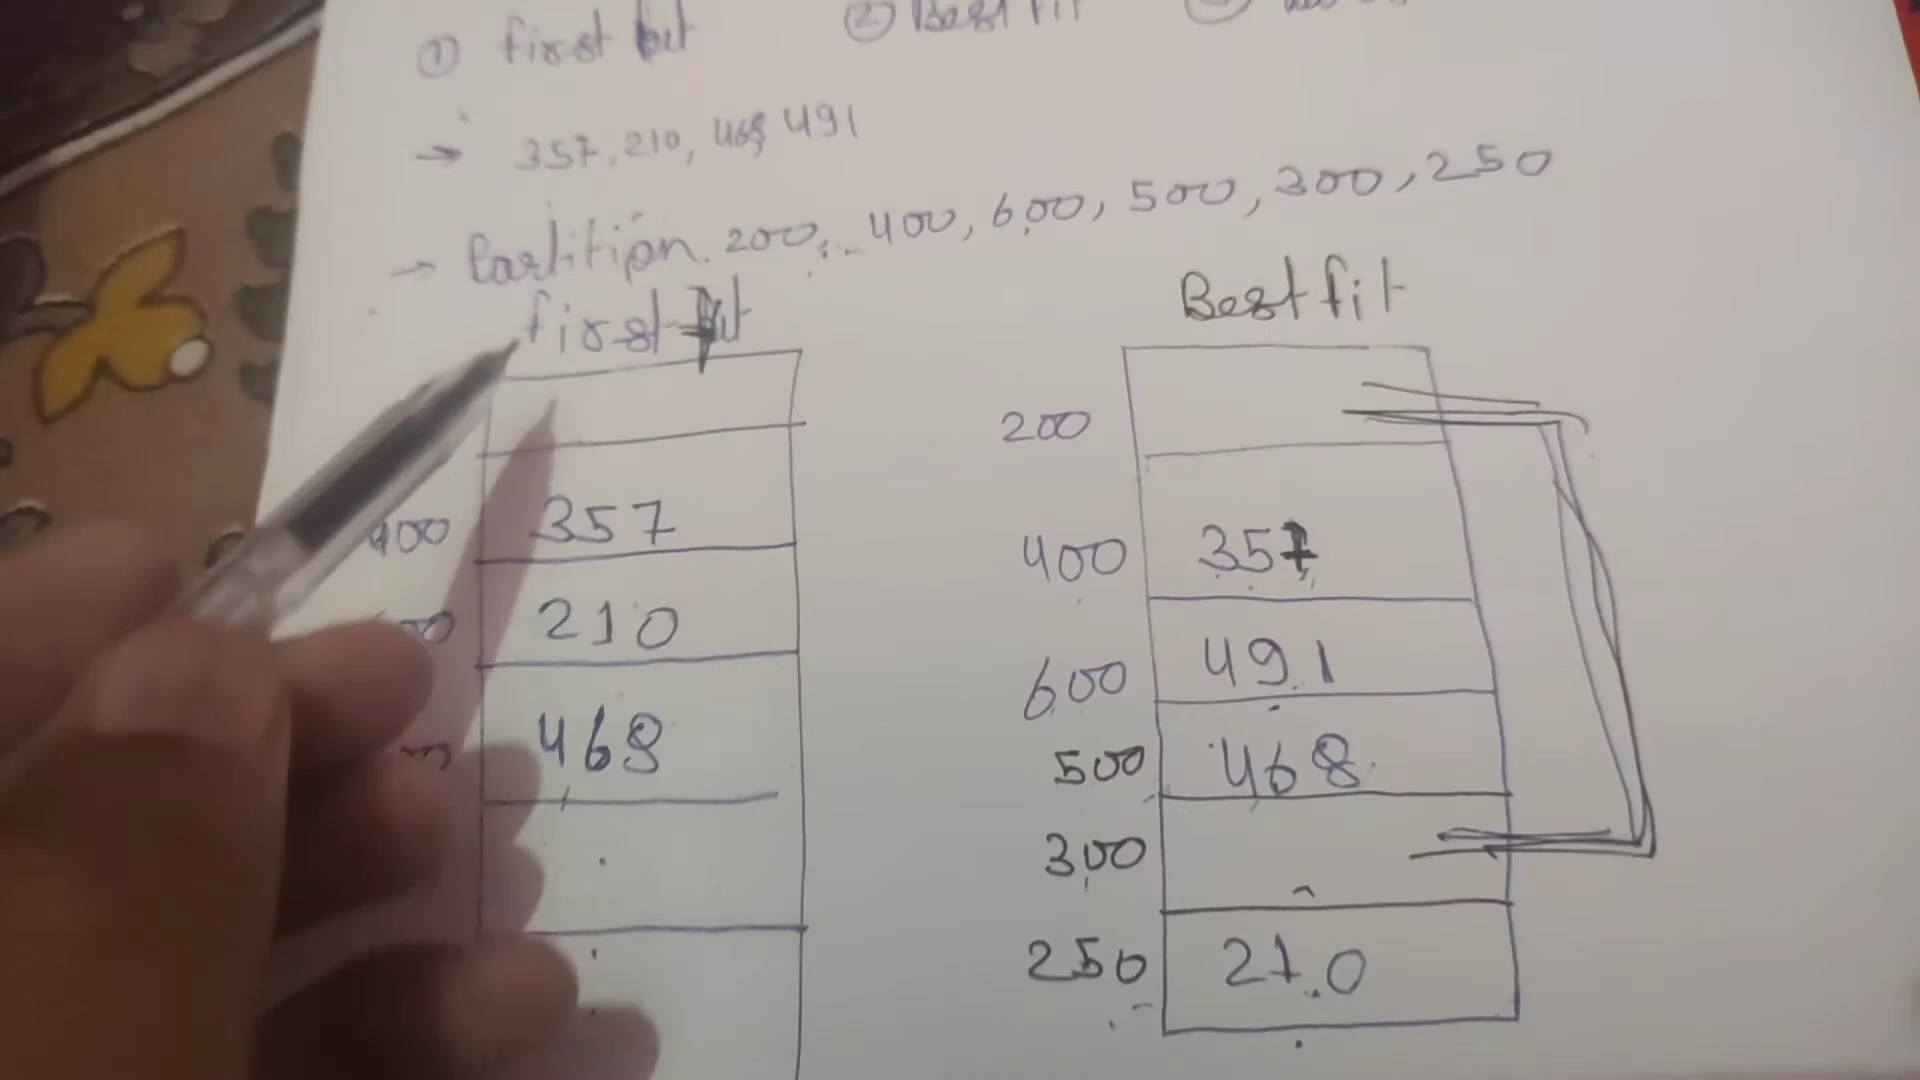 ① first fit ② Best fit
→ 357, 210, 468, 491
→ Partition 200, 400, 600, 500, 300, 250
first fit
400 357
210
468
Best fit
200
400 357
600 491
500 468
300
250 210